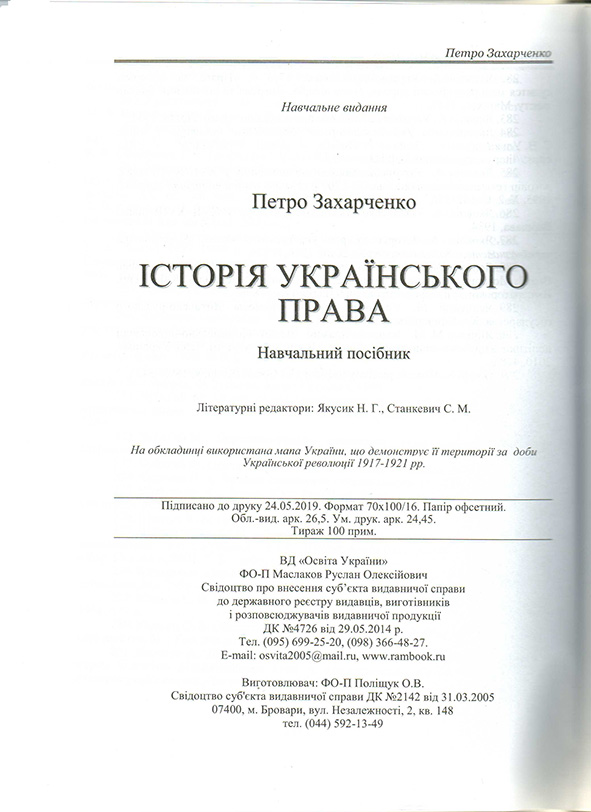 Петро Захарченко
Навчальне видання
Петро Захарченко
ІСТОРІЯ УКРАЇНСЬКОГО
ПРАВА
Навчальний посібник
Літературні редактори: Якусик Н. Г., Станкевич С. М.
На обкладинці використана мапа України, що демонструє її території за доби
Української революції 1917-1921 рр.
Підписано до друку 24.05.2019. Формат 70х100/16. Папір офсетний.
Обл.-вид. арк. 26,5. Ум. друк. арк. 24,45.
Тираж 100 прим.
ВД «Освіта України»
ФО-П Маслаков Руслан Олексійович
Свідоцтво про внесення суб’єкта видавничої справи
до державного реєстру видавців, виготівників
і розповсюджувачів видавничої продукції
ДК №4726 від 29.05.2014 р.
Тел. (095) 699-25-20, (098) 366-48-27.
E-mail: osvita2005@mail.ru, www.rambook.ru
Виготовлювач: ФО-П Поліщук О.В.
Свідоцтво суб'єкта видавничої справи ДК №2142 від 31.03.2005
07400, м. Бровари, вул. Незалежності, 2, кв. 148
тел. (044) 592-13-49